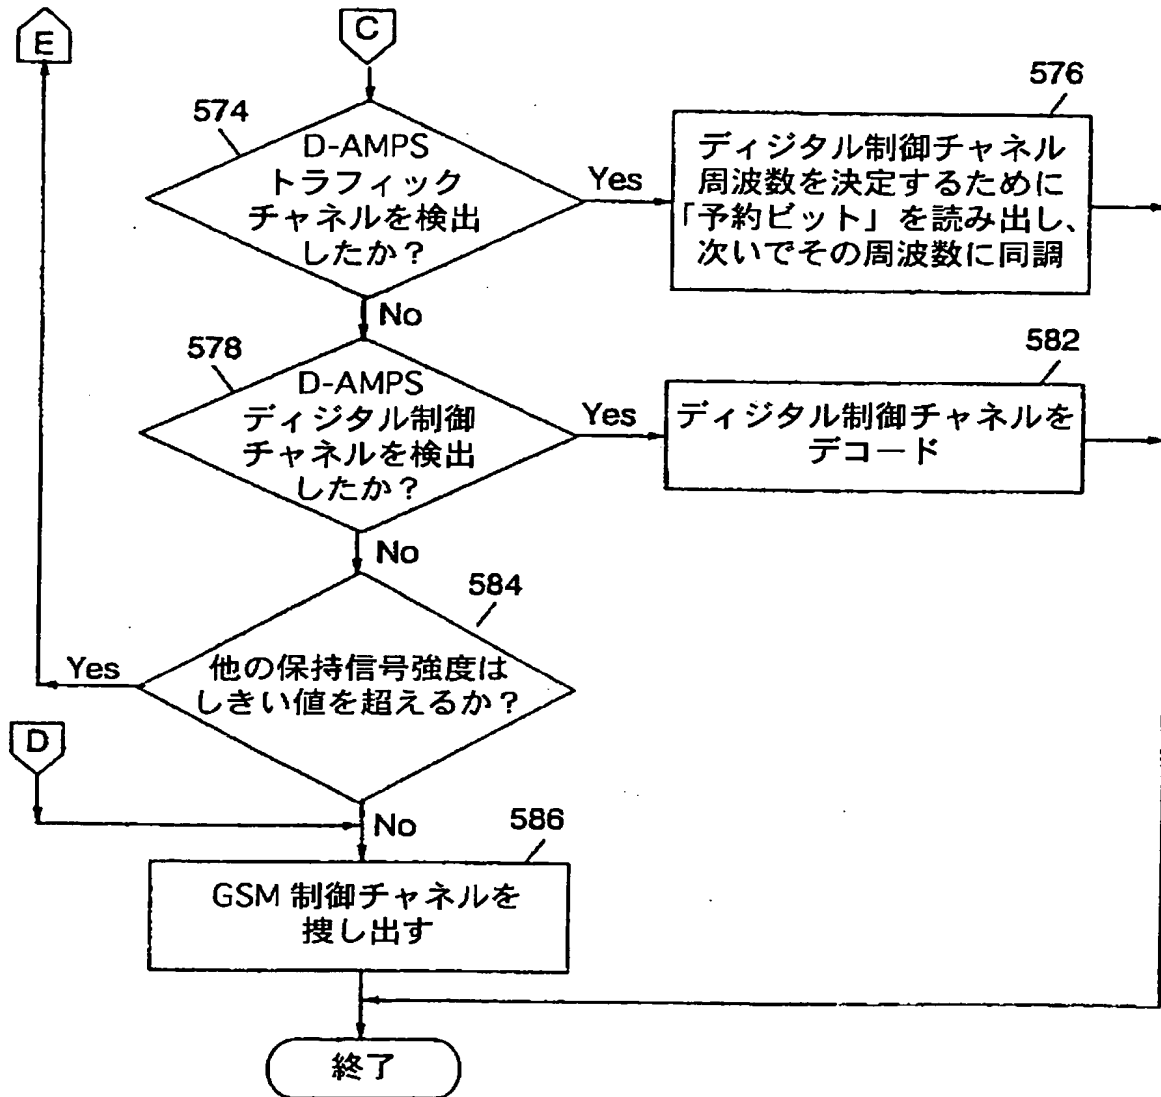 E
C
574
D-AMPS
トラフィック
チャネルを検出
したか？
Yes
576
ディジタル制御チャネル
周波数を決定するために
「予約ビット」を読み出し、
次いでその周波数に同調
No
578
D-AMPS
ディジタル制御
チャネルを検出
したか？
Yes
582
ディジタル制御チャネルを
デコード
No
584
他の保持信号強度は
しきい値を超えるか？
Yes
D
No
586
GSM 制御チャネルを
捜し出す
終了